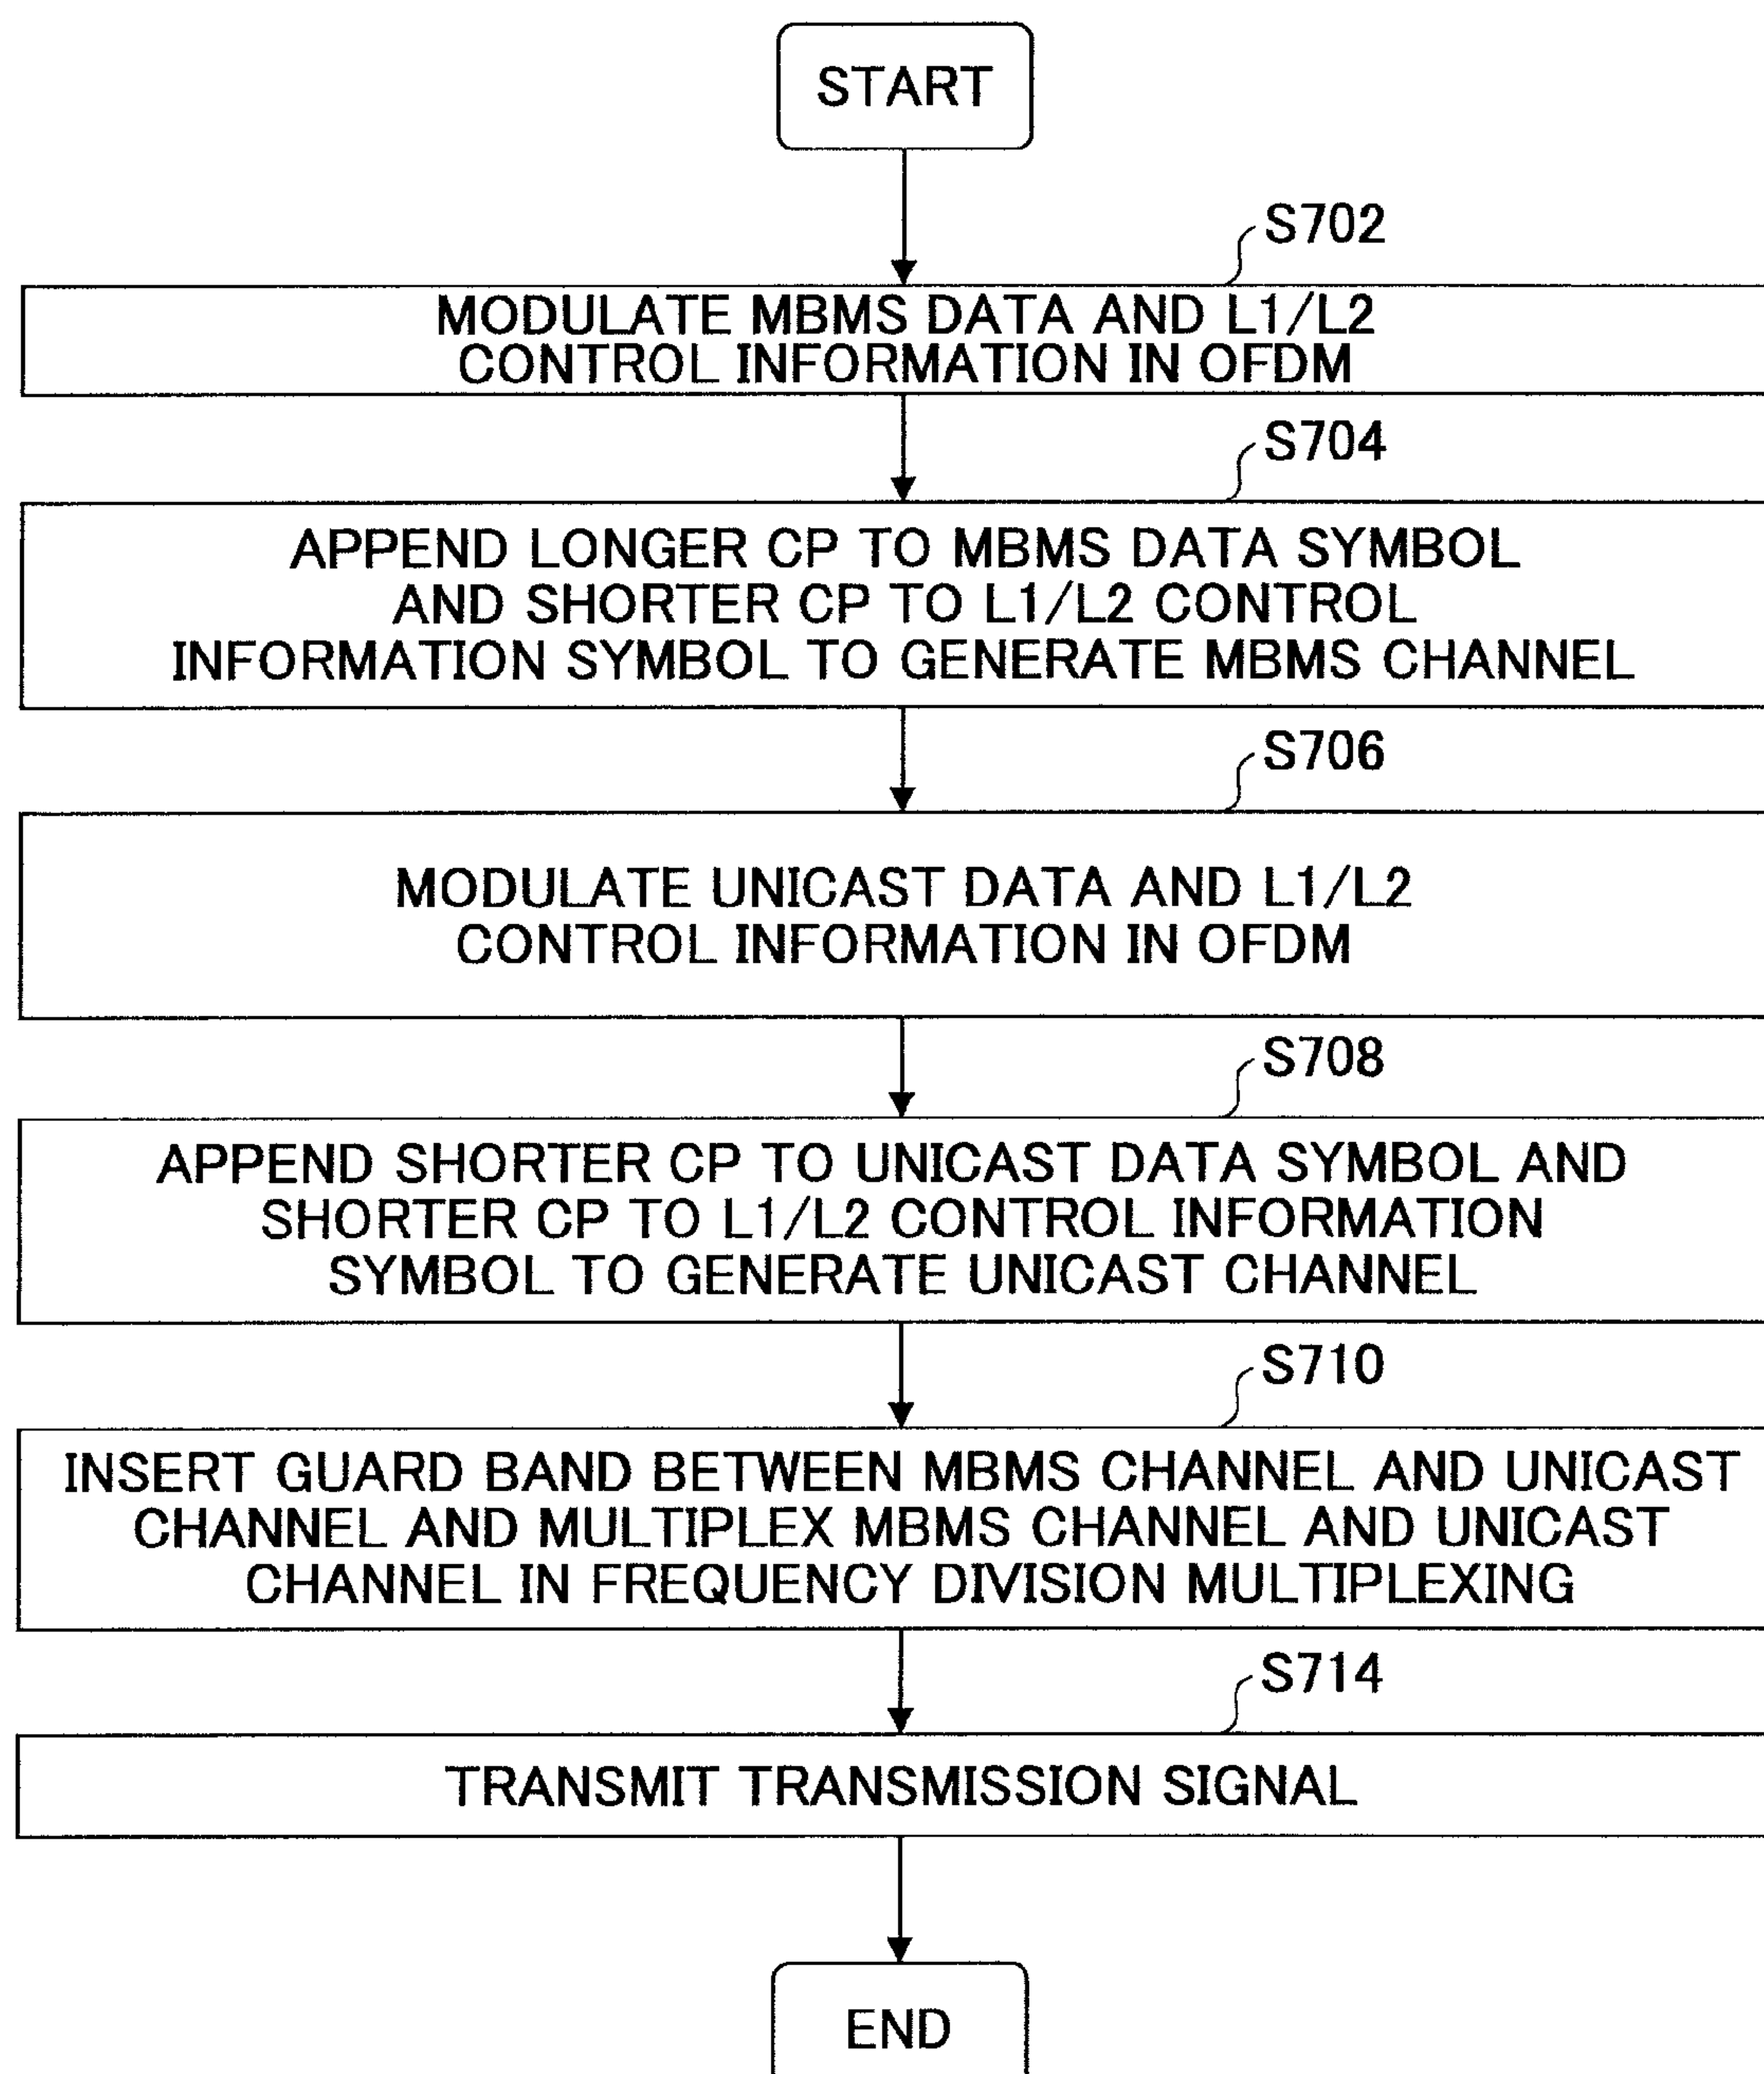 START
S702
MODULATE MBMS DATA AND L1/L2
CONTROL INFORMATION IN OFDM
S704
APPEND LONGER CP TO MBMS DATA SYMBOL
AND SHORTER CP TO L1/L2 CONTROL
INFORMATION SYMBOL TO GENERATE MBMS CHANNEL
S706
MODULATE UNICAST DATA AND L1/L2
CONTROL INFORMATION IN OFDM
S708
APPEND SHORTER CP TO UNICAST DATA SYMBOL AND
SHORTER CP TO L1/L2 CONTROL INFORMATION
SYMBOL TO GENERATE UNICAST CHANNEL
S710
INSERT GUARD BAND BETWEEN MBMS CHANNEL AND UNICAST
CHANNEL AND MULTIPLEX MBMS CHANNEL AND UNICAST
CHANNEL IN FREQUENCY DIVISION MULTIPLEXING
S714
TRANSMIT TRANSMISSION SIGNAL
END